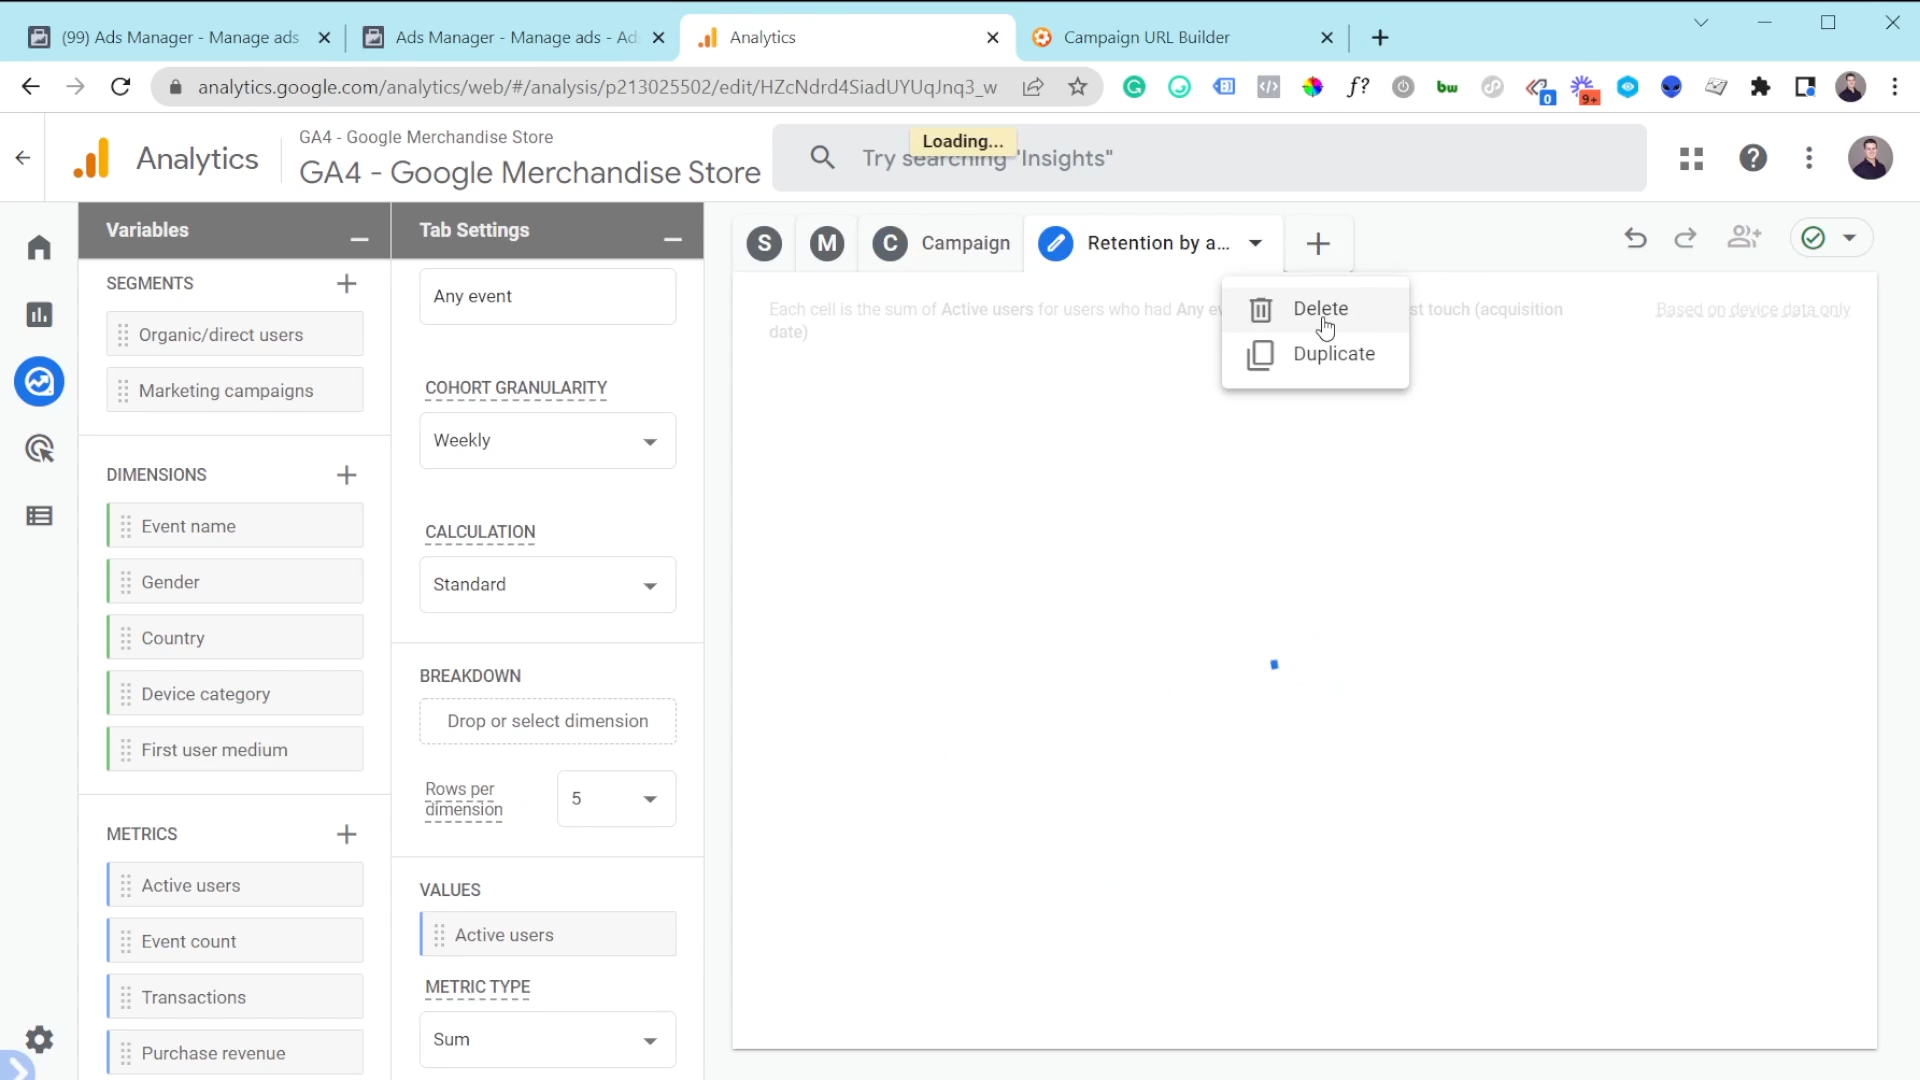 (99) Ads Manager - Manage ads
Ads Manager - Manage ads - Ads
Analytics
Campaign URL Builder
analytics.google.com/analytics/web/#/analysis/p213025502/edit/HZcNdrd4SiadUYUqJnq3_w
f?
bw
0
9+
Analytics
GA4 - Google Merchandise Store
GA4 - Google Merchandise Store
Loading...
Try searching "Insights"
Variables
Tab Settings
S
M
C
Campaign
Retention by a...
SEGMENTS
Organic/direct users
Marketing campaigns
DIMENSIONS
Event name
Gender
Country
Device category
First user medium
METRICS
Active users
Event count
Transactions
Purchase revenue
Any event
COHORT GRANULARITY
Weekly
CALCULATION
Standard
BREAKDOWN
Drop or select dimension
Rows per
dimension
5
VALUES
Active users
METRIC TYPE
Sum
Each cell is the sum of Active users for users who had Any ev st touch (acquisition
date)
Based on device data only
Delete
Duplicate